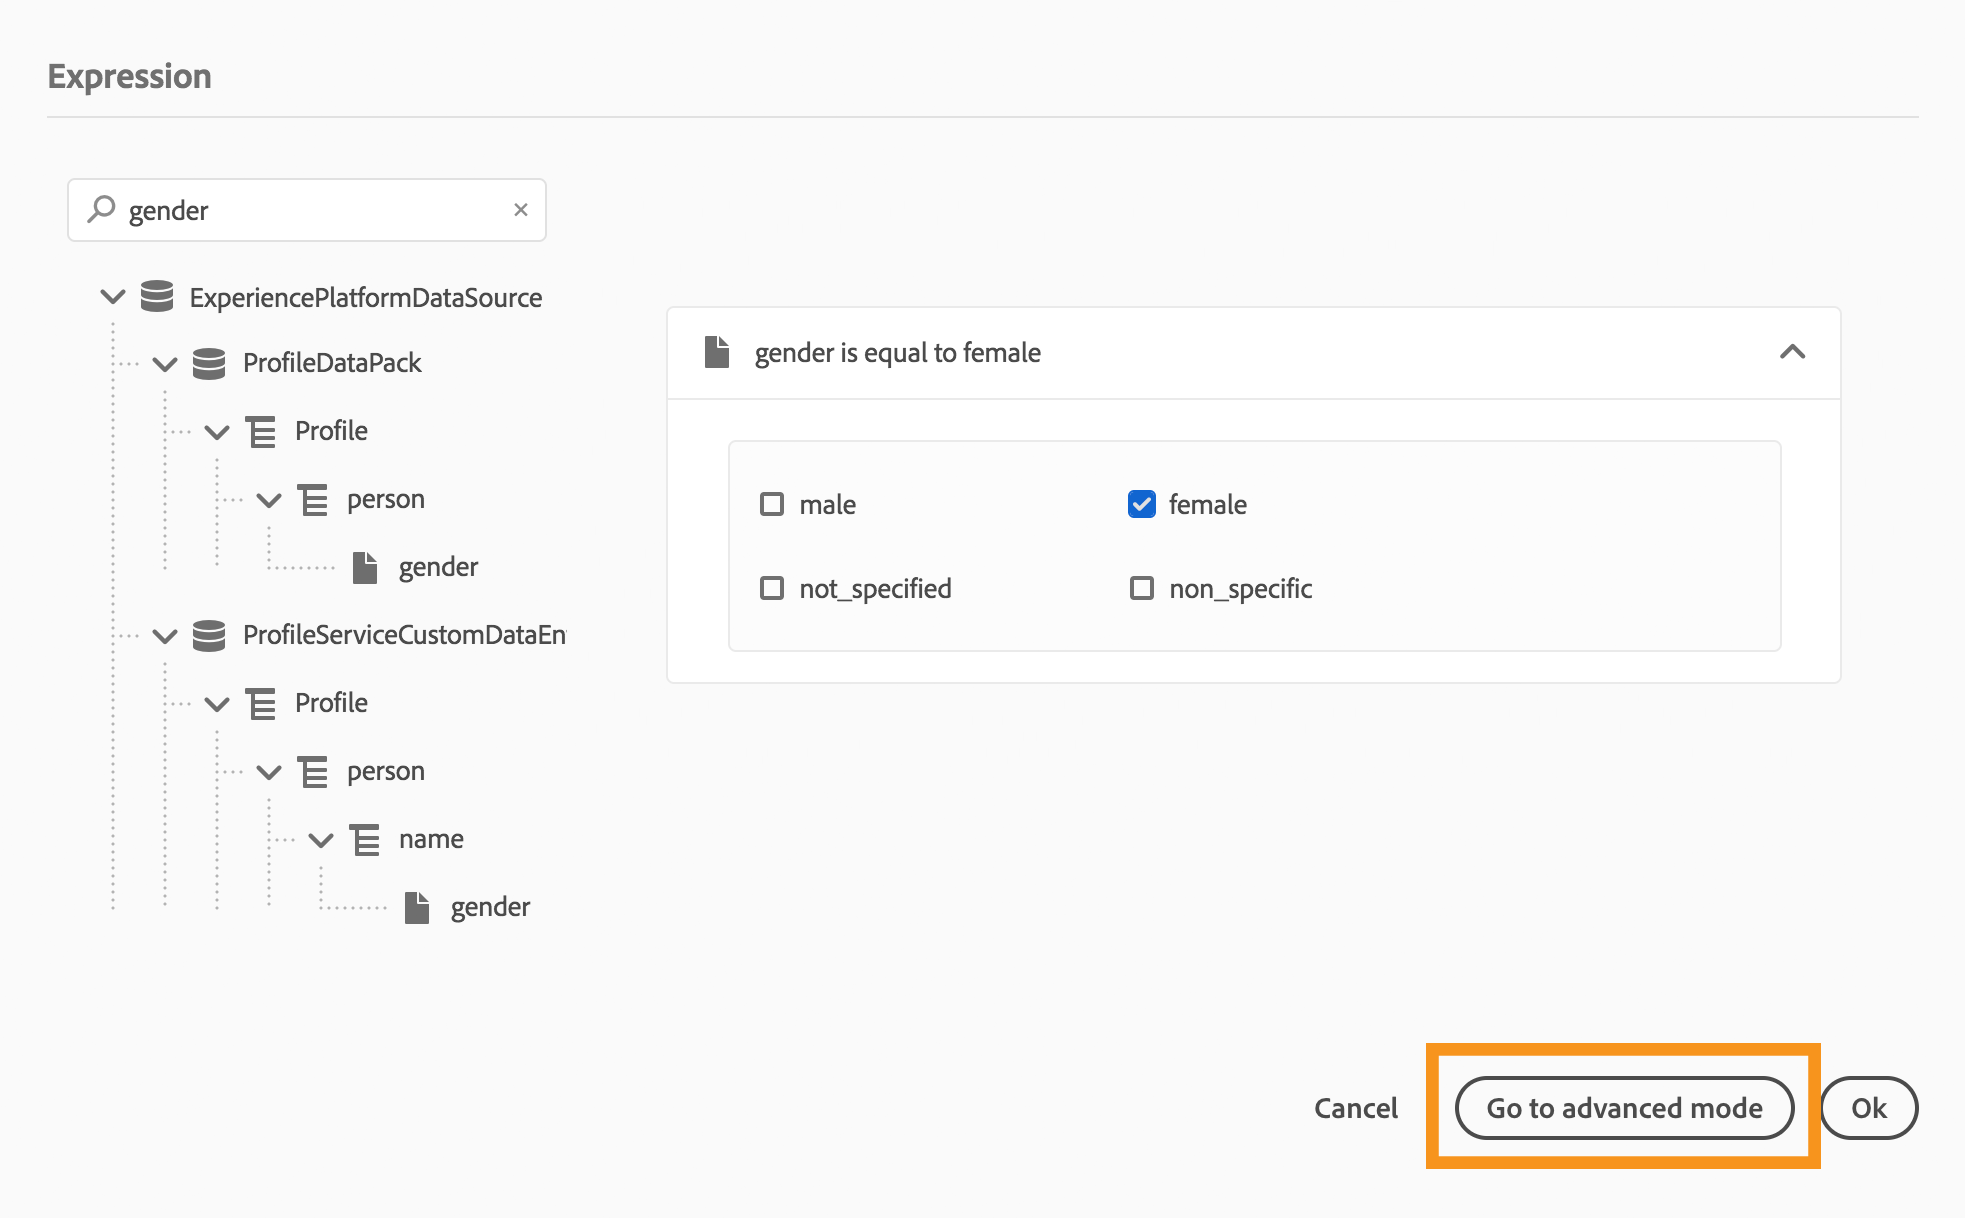 Expression
gender
ExperiencePlatformDataSource
ProfileDataPack
Profile
person
gender
ProfileServiceCustomDataEn
Profile
person
name
gender
gender is equal to female
male
female
not_specified
non_specific
Cancel
Go to advanced mode
Ok